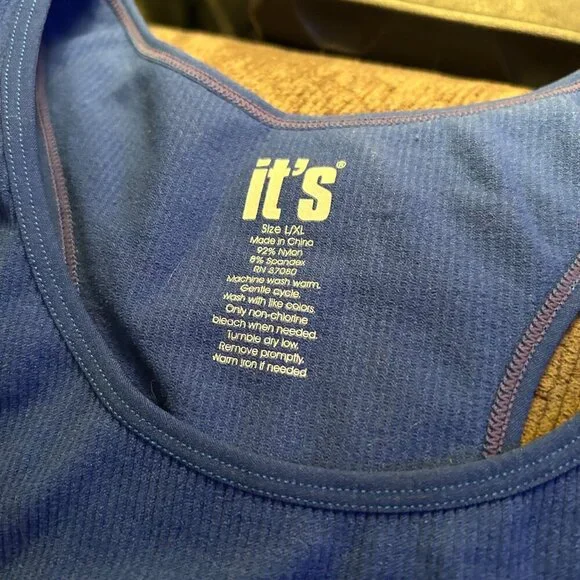 it's®
Size L/XL
Made in China
92% Nylon
8% Spandex
RN 87050
Machine wash warm.
Gentle cycle.
Wash with like colors.
Only non-chlorine
bleach when needed.
Tumble dry low.
Remove promptly.
Warm iron if needed